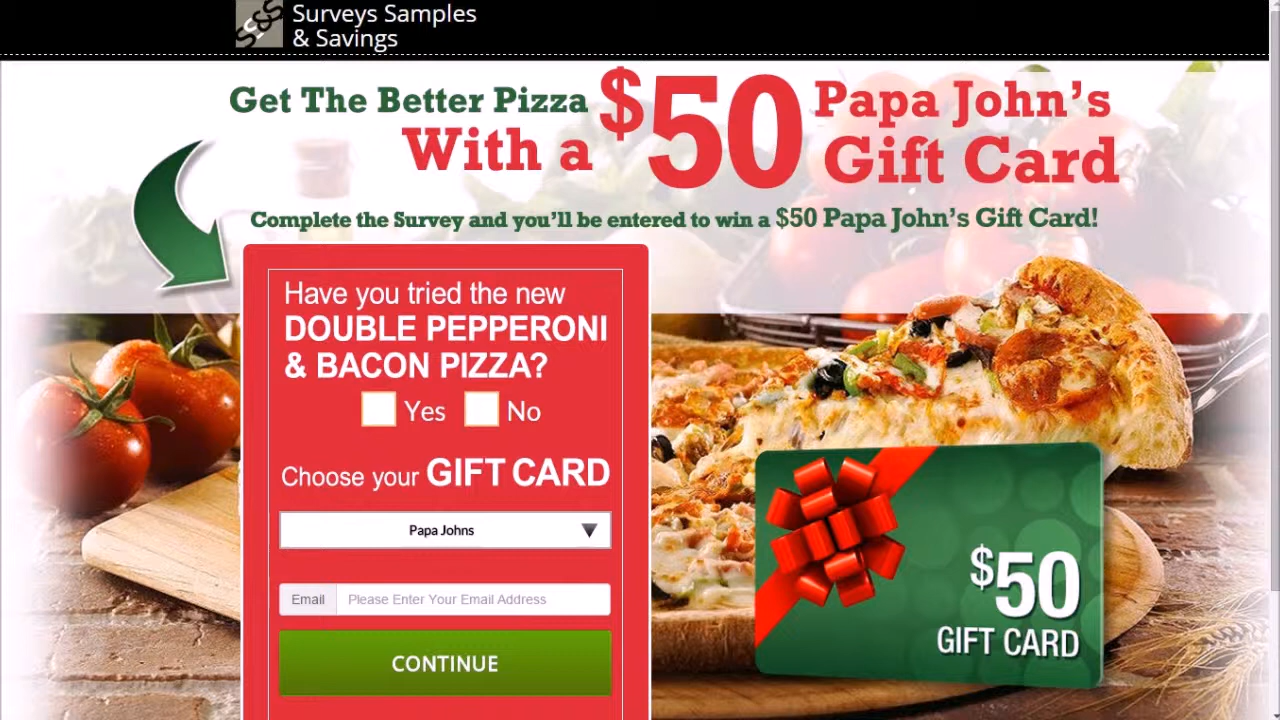 S&S
Surveys Samples
& Savings
Get The Better Pizza
With a
$50
Papa John's
Gift Card
Complete the Survey and you'll be entered to win a $50 Papa John's Gift Card!
Have you tried the new
DOUBLE PEPPERONI
& BACON PIZZA?
Yes No
Choose your GIFT CARD
Papa Johns
Email Please Enter Your Email Address
CONTINUE
$50
GIFT CARD